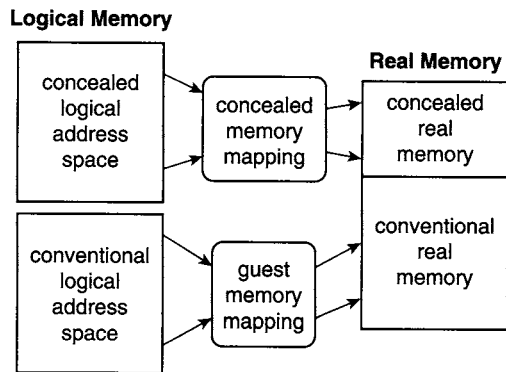 Logical Memory
concealed
logical
address
space
concealed
memory
mapping
Real Memory
concealed
real
memory
conventional
logical
address
space
guest
memory
mapping
conventional
real
memory